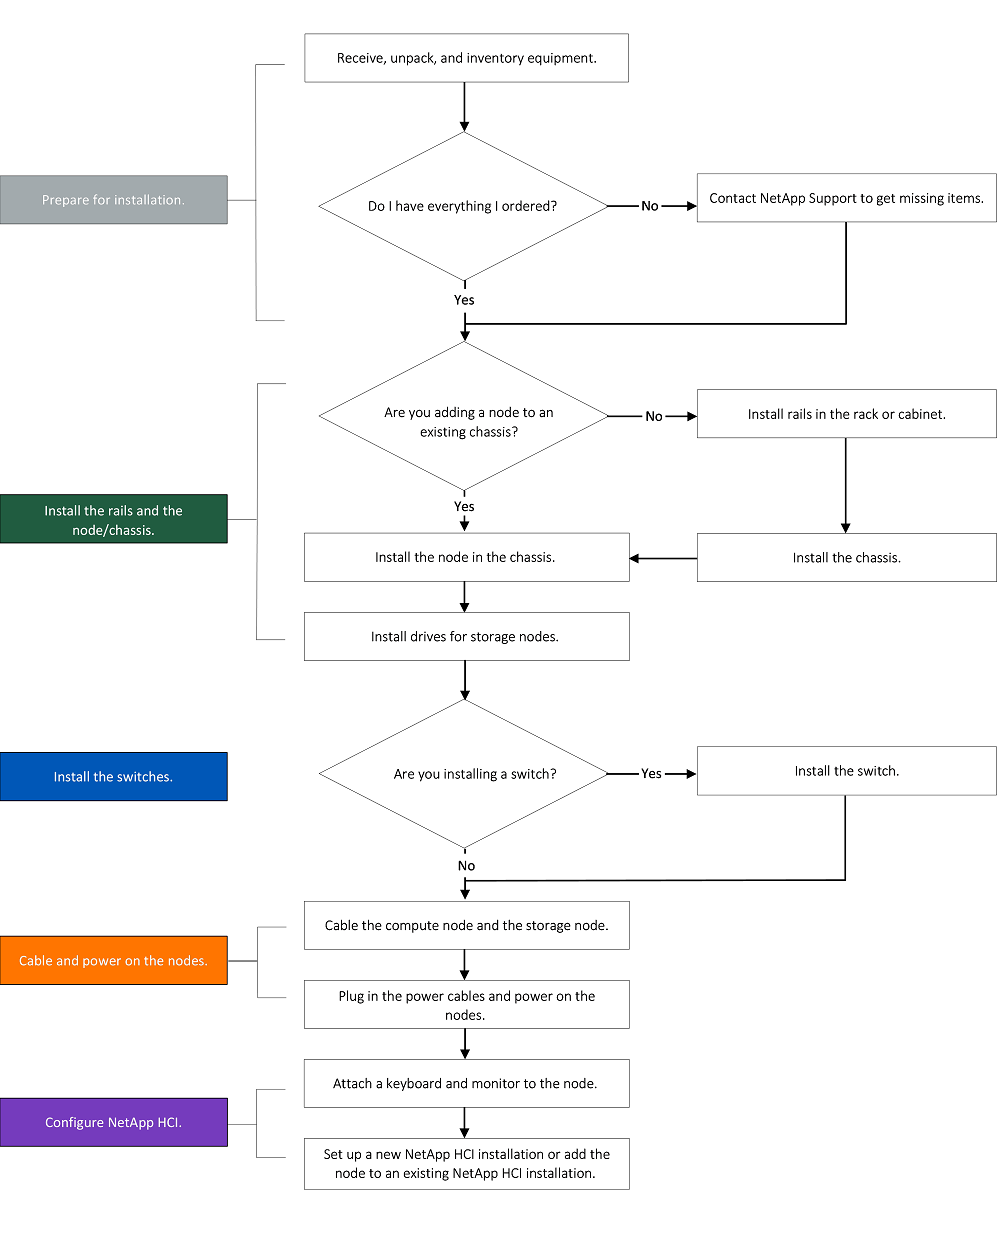 Receive, unpack, and inventory equipment.
Prepare for installation.
Do I have everything I ordered?
No
Contact NetApp Support to get missing items.
Yes
Are you adding a node to an
existing chassis?
No
Install rails in the rack or cabinet.
Yes
Install the rails and the
node/chassis.
Install the node in the chassis.
Install the chassis.
Install drives for storage nodes.
Install the switches.
Are you installing a switch?
Yes
Install the switch.
No
Cable the compute node and the storage node.
Cable and power on the nodes.
Plug in the power cables and power on the
nodes.
Attach a keyboard and monitor to the node.
Configure NetApp HCI.
Set up a new NetApp HCI installation or add the
node to an existing NetApp HCI installation.